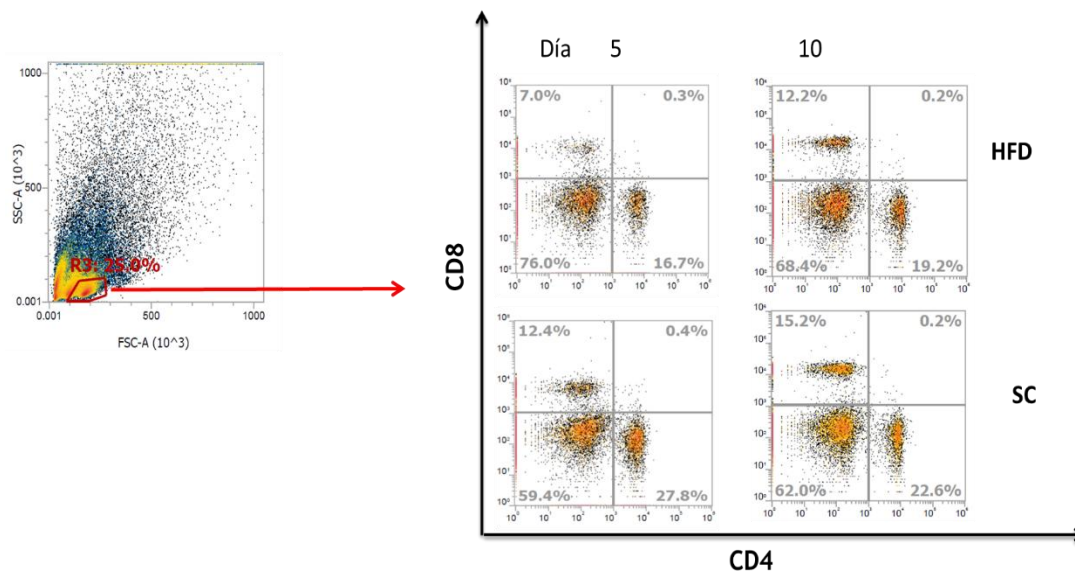 Día 5 10
1000
500
0.001
SSC-A (10^3)
R3: 25.0%
0.001 500 1000
FSC-A (10^3)
CD8
7.0% 0.3%
76.0% 16.7%
12.2% 0.2%
68.4% 19.2%
HFD
12.4% 0.4%
59.4% 27.8%
15.2% 0.2%
62.0% 22.6%
SC
CD4